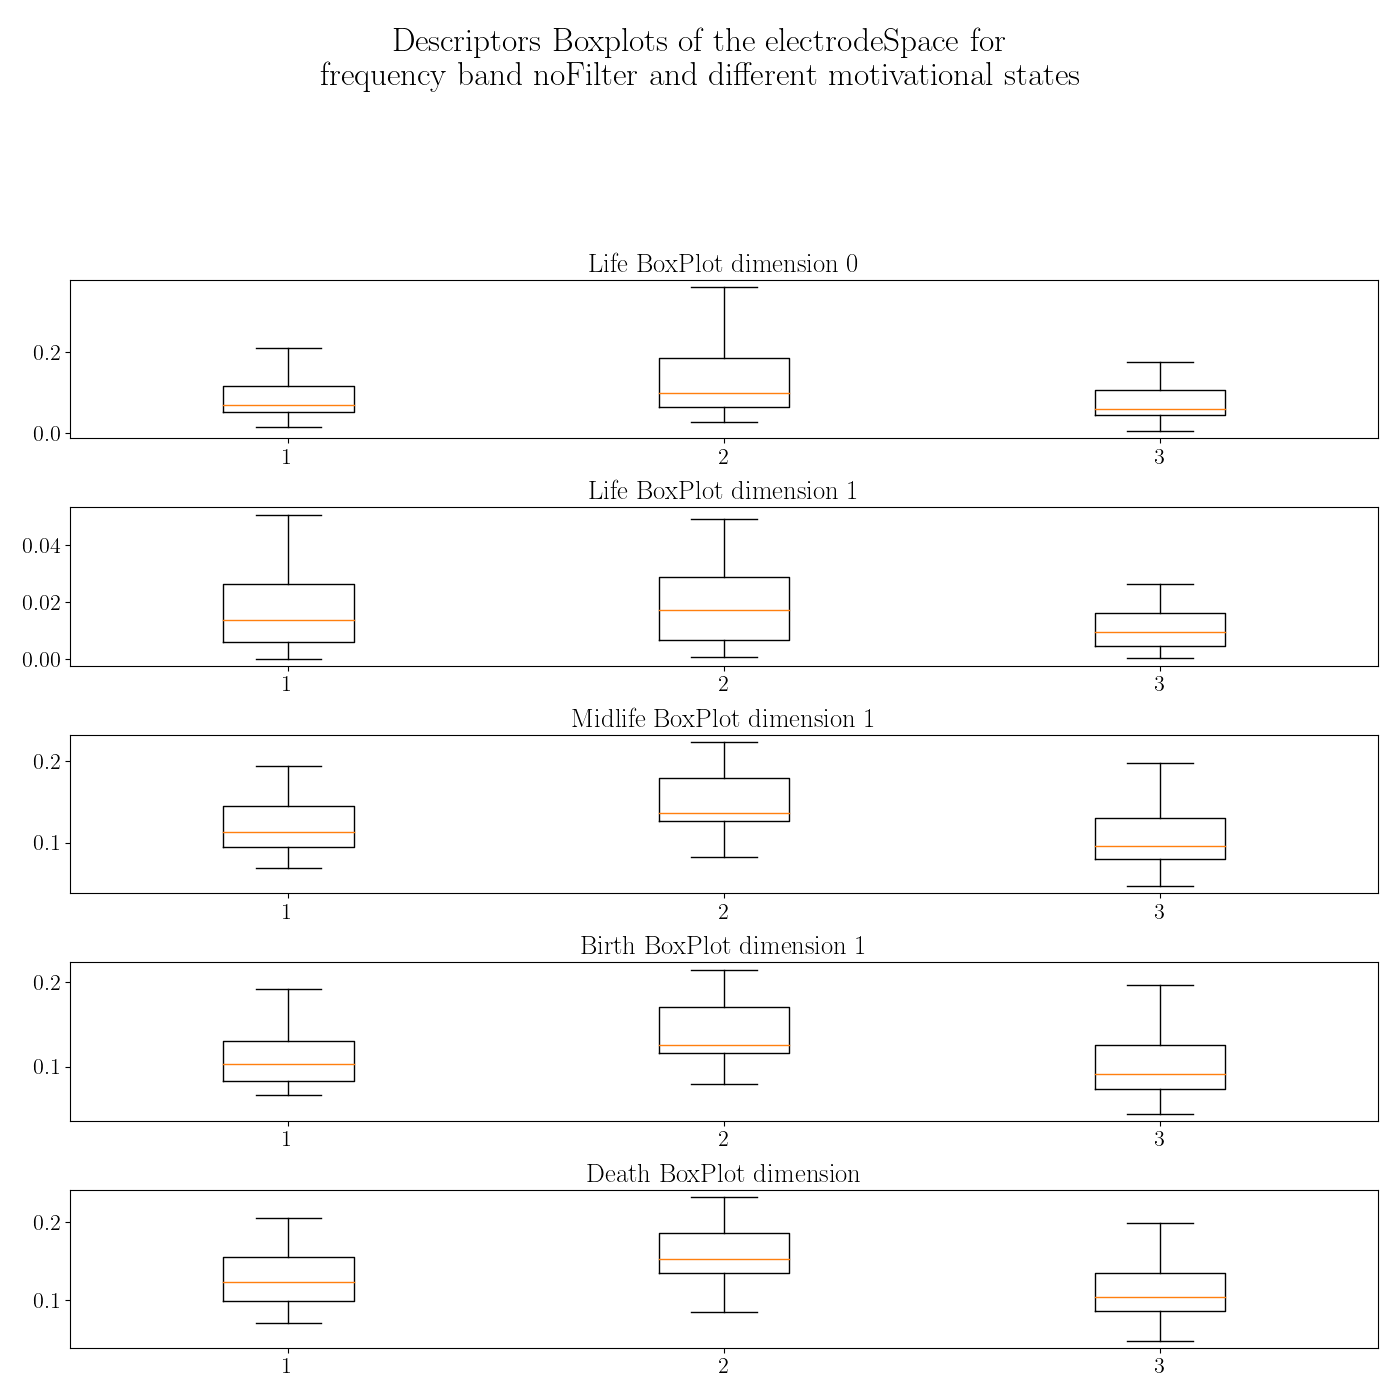 Descriptors Boxplots of the electrodeSpace for
frequency band noFilter and different motivational states
Life BoxPlot dimension 0
0.2
0.0
1 2 3
Life BoxPlot dimension 1
0.04
0.02
0.00
1 2 3
Midlife BoxPlot dimension 1
0.2
0.1
1 2 3
Birth BoxPlot dimension 1
0.2
0.1
1 2 3
Death BoxPlot dimension
0.2
0.1
1 2 3